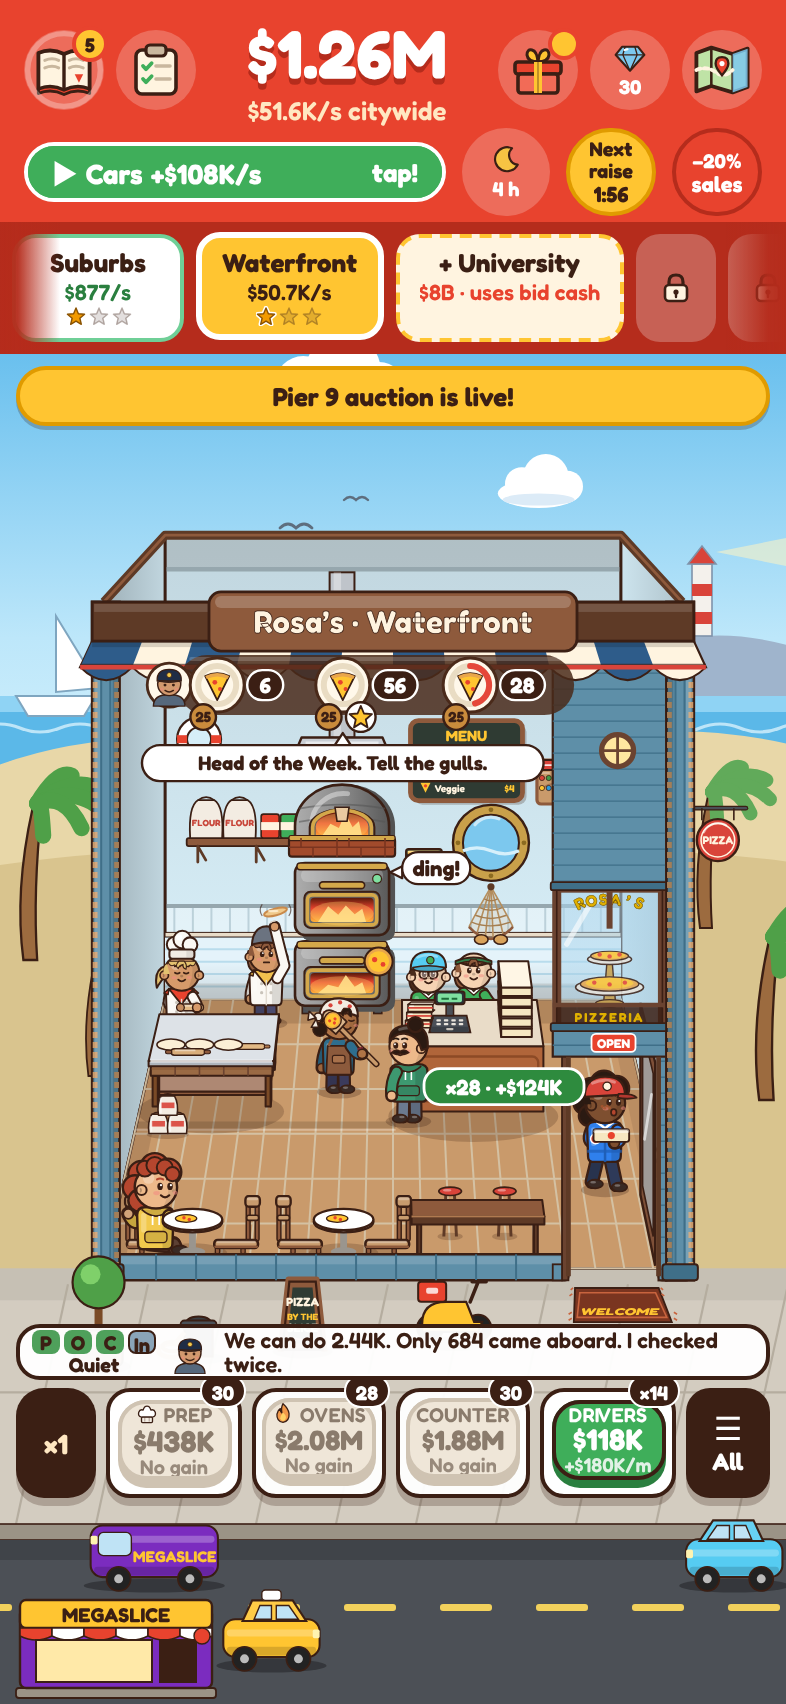 5
$1.26M
$51.6K/s citywide
30
Cars +$108K/s
tap!
4 h
Next
raise
1:56
−20%
sales
Suburbs
$877/s
Waterfront
$50.7K/s
+ University
$8B · uses bid cash
Pier 9 auction is live!
Rosa's · Waterfront
6
56
28
25
25
25
MENU
Head of the Week. Tell the gulls.
Veggie
$4
FLOUR
FLOUR
PIZZA
ding!
ROSA'S
PIZZERIA
OPEN
x28 · +$124K
PIZZA
BY THE
WELCOME
P O C In
Quiet
We can do 2.44K. Only 684 came aboard. I checked
twice.
x1
30
PREP
$438K
No gain
28
OVENS
$2.08M
No gain
30
COUNTER
$1.88M
No gain
x14
DRIVERS
$118K
+$180K/m
All
MEGASLICE
MEGASLICE